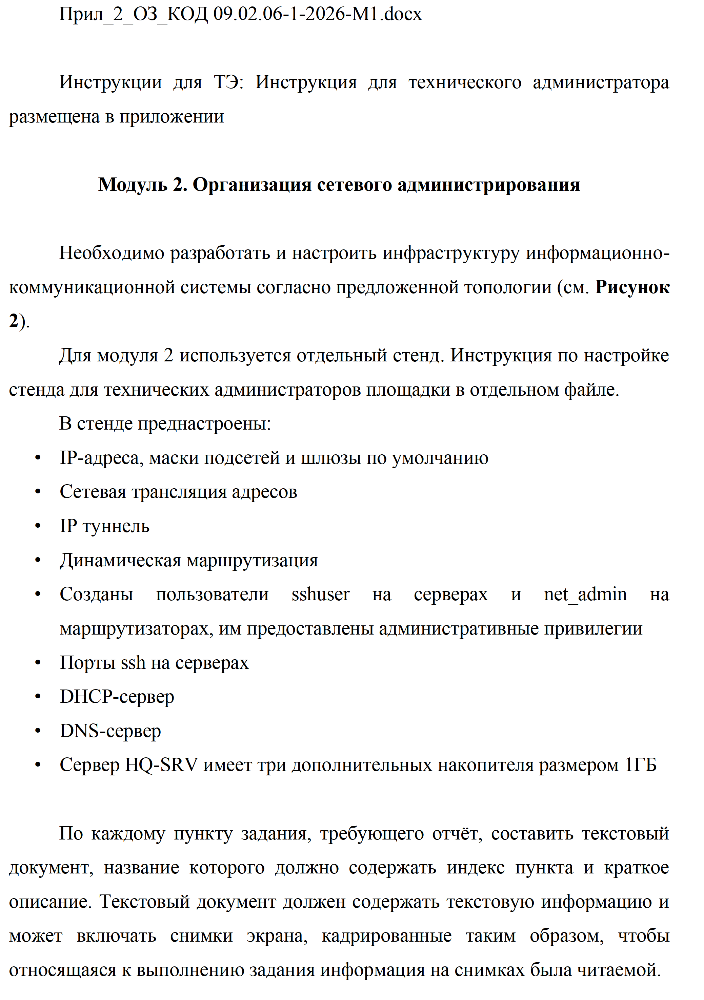 Прил_2_ОЗ_КОД 09.02.06-1-2026-М1.docx
Инструкции для ТЭ: Инструкция для технического администратора
размещена в приложении
Модуль 2. Организация сетевого администрирования
Необходимо разработать и настроить инфраструктуру информационно-
коммуникационной системы согласно предложенной топологии (см. Рисунок
2).
Для модуля 2 используется отдельный стенд. Инструкция по настройке
стенда для технических администраторов площадки в отдельном файле.
В стенде преднастроены:
• IP-адреса, маски подсетей и шлюзы по умолчанию
• Сетевая трансляция адресов
• IP туннель
• Динамическая маршрутизация
• Созданы пользователи sshuser на серверах и net_admin на
маршрутизаторах, им предоставлены административные привилегии
• Порты ssh на серверах
• DHCP-сервер
• DNS-сервер
• Сервер HQ-SRV имеет три дополнительных накопителя размером 1ГБ
По каждому пункту задания, требующего отчёт, составить текстовый
документ, название которого должно содержать индекс пункта и краткое
описание. Текстовый документ должен содержать текстовую информацию и
может включать снимки экрана, кадрированные таким образом, чтобы
относящаяся к выполнению задания информация на снимках была читаемой.